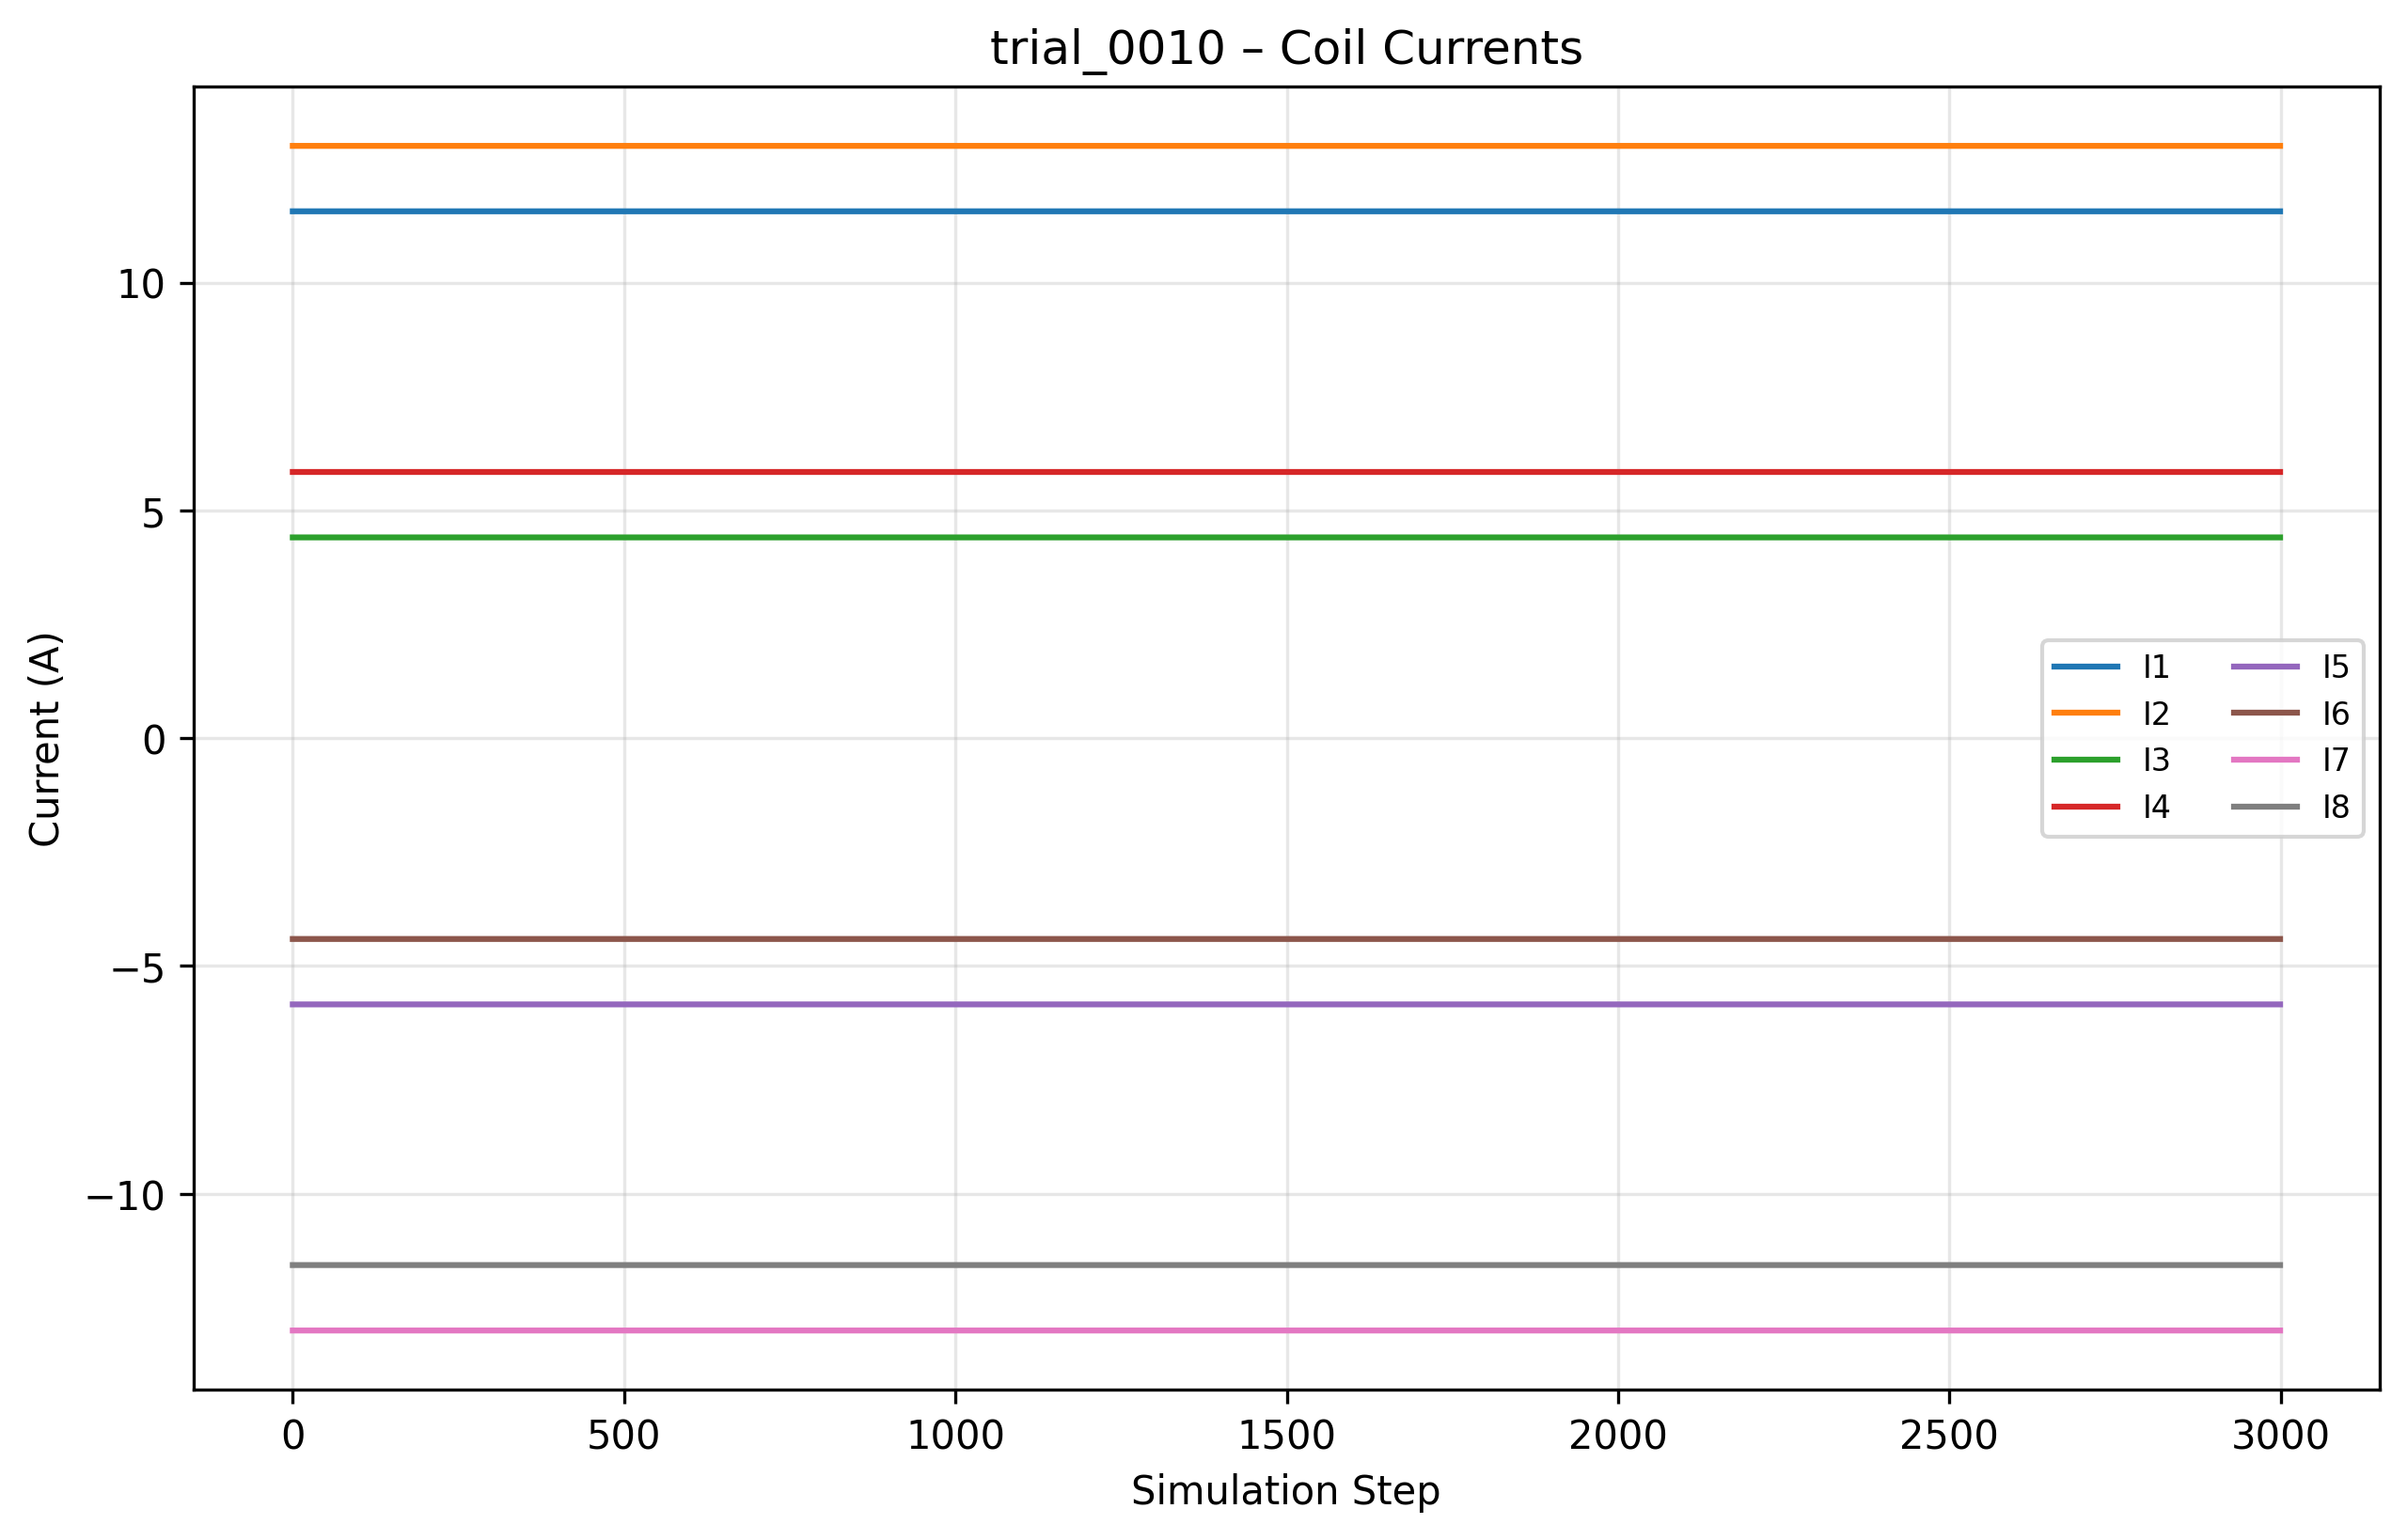 trial_0010 – Coil Currents
Current (A)
10
5
0
−5
−10
I1 I5
I2 I6
I3 I7
I4 I8
0 500 1000 1500 2000 2500 3000
Simulation Step